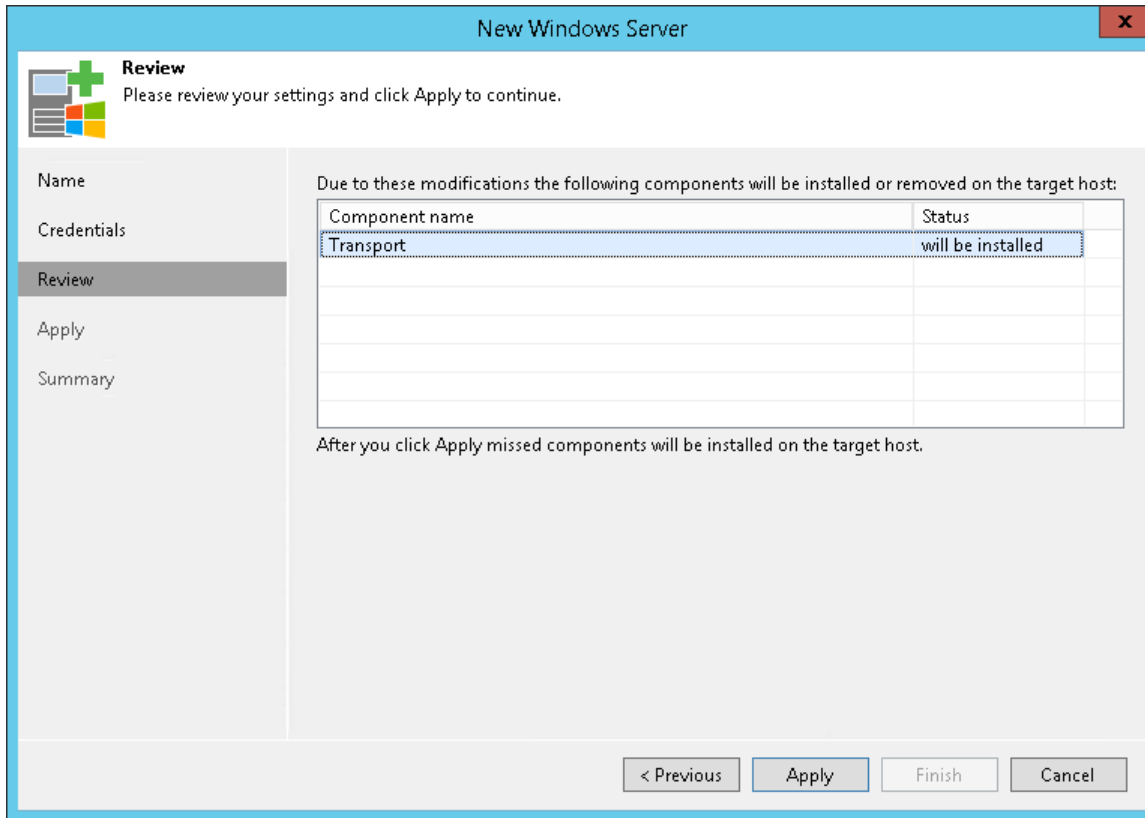 New Windows Server
x
Review
Please review your settings and click Apply to continue.
Name
Credentials
Review
Apply
Summary
Due to these modifications the following components will be installed or removed on the target host:
Component name Status
Transport will be installed
After you click Apply missed components will be installed on the target host.
< Previous Apply Finish Cancel